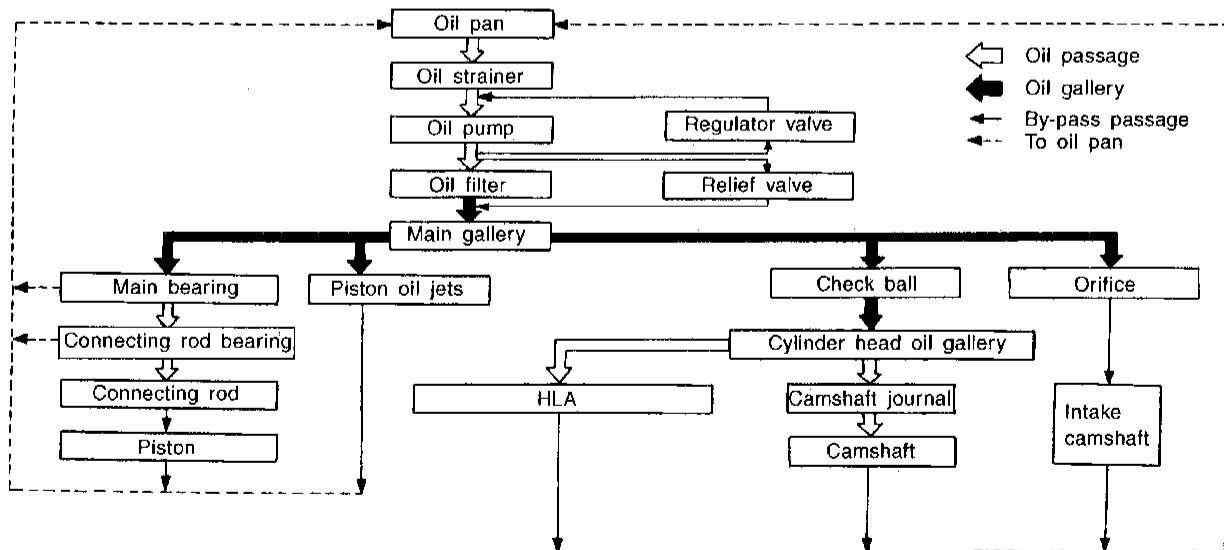 Oil pan
Oil strainer
Oil pump
Regulator valve
Oil filter
Relief valve
Main gallery
Oil passage
Oil gallery
By-pass passage
To oil pan
Main bearing
Piston oil jets
Check ball
Orifice
Connecting rod bearing
Cylinder head oil gallery
Connecting rod
HLA
Camshaft journal
Intake
camshaft
Piston
Camshaft